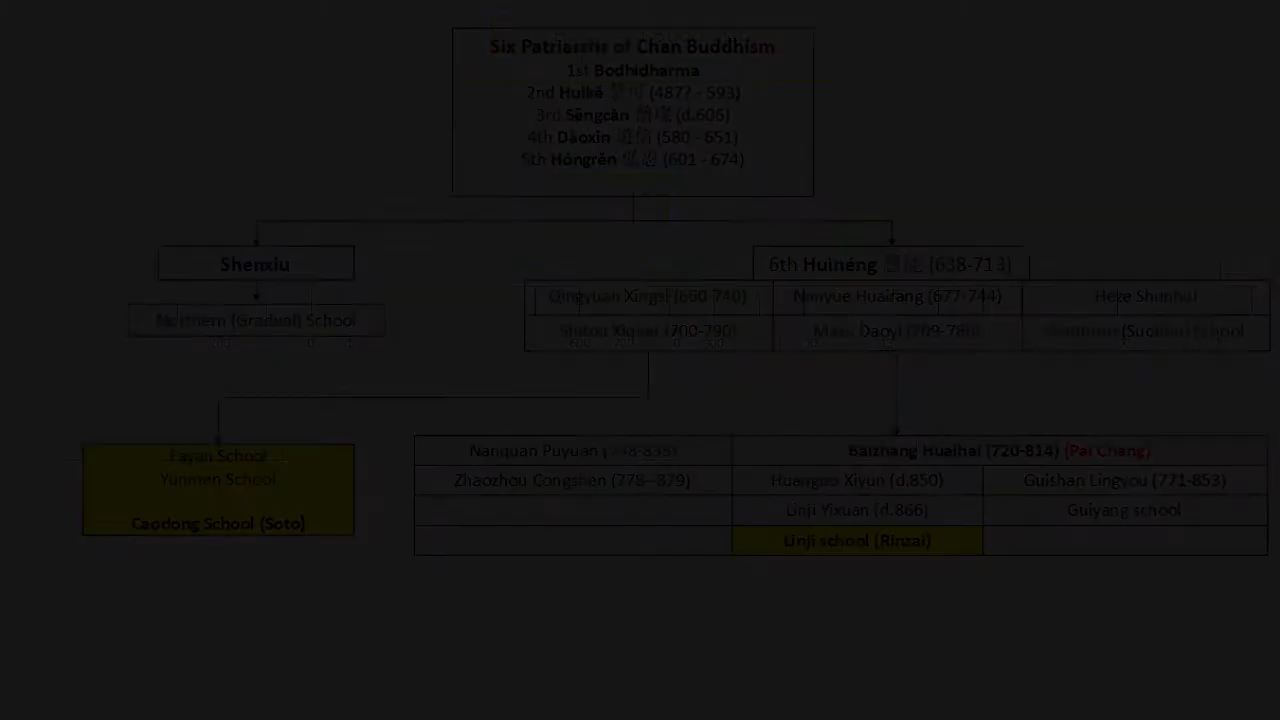 Six Patriarchs of Chan Buddhism
1st Bodhidharma
2nd Huìkě (487? - 593)
3rd Sēngcàn (d.606)
4th Dàoxìn (580 - 651)
5th Hóngrěn (601 - 674)
Shenxiu
6th Huìnéng (638-713)
Northern (Gradual) School
Qingyuan Xingsi (660-740)
Nanyue Huairang (677-744)
Heze Shenhui
Shitou Xiqian (700-790)
Mazu Daoyi (709-788)
(Sudden) School
Fayan School
Yunmen School
Caodong School (Soto)
Nanquan Puyuan
Baizhang Huaihai (720-814) (Pai Chang)
Zhaozhou Congshen (778--879)
Huangbo Xiyun (d.850)
Guishan Lingyou (771-853)
Linji Yixuan (d.866)
Guiyang school
Linji school (Rinzai)